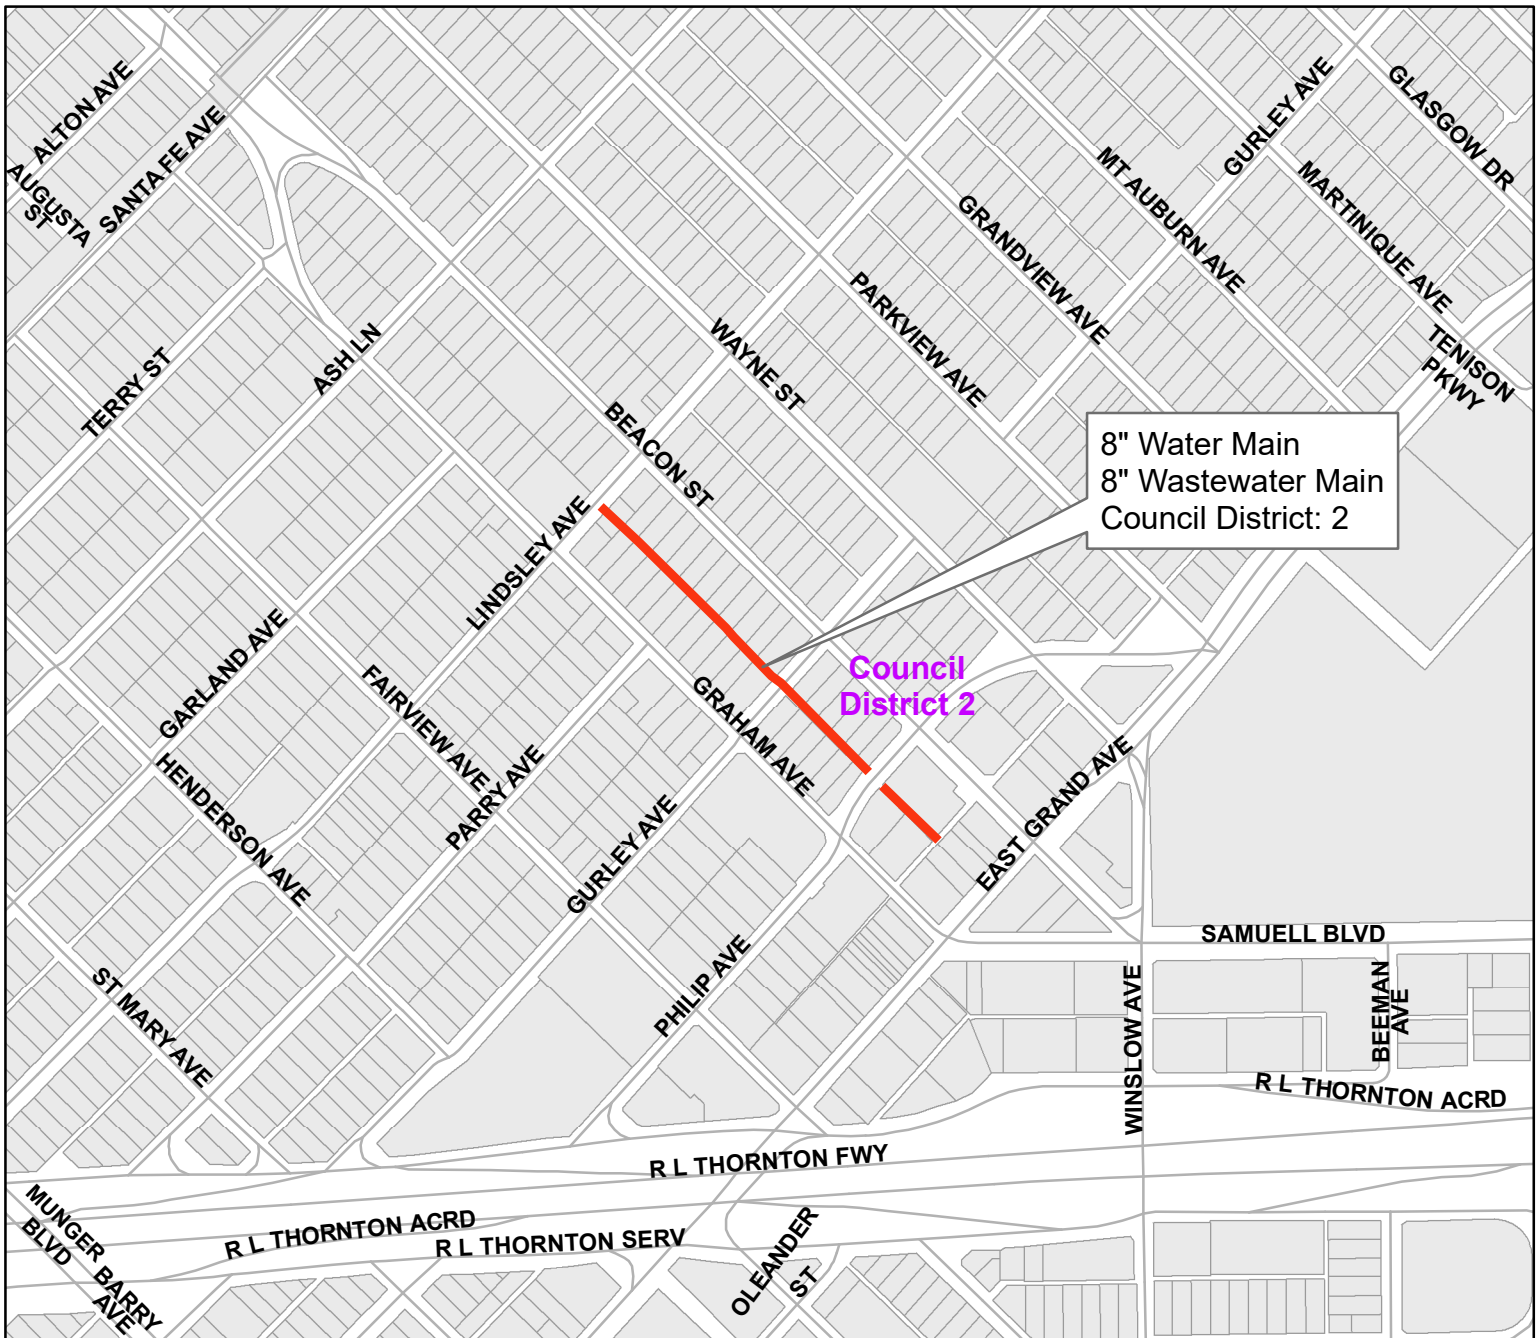 ALTON AVE
SANTA FE AVE
AUGUSTA
ST
GURLEY AVE
GLASGOW DR
MT AUBURN AVE
MARTINIQUE AVE
GRANDVIEW AVE
PARKVIEW AVE
TENISON
PKWY
WAYNE ST
ASH LN
TERRY ST
BEACON ST
8" Water Main
8" Wastewater Main
Council District: 2
LINDSLEY AVE
GARLAND AVE
FAIRVIEW AVE
GRAHAM AVE
Council
District 2
HENDERSON AVE
PARRY AVE
GURLEY AVE
EAST GRAND AVE
SAMUELL BLVD
PHILIP AVE
ST MARY AVE
WINSLOW AVE
BEEMAN
AVE
R L THORNTON ACRD
R L THORNTON FWY
MUNGER
BLVD
R L THORNTON ACRD
R L THORNTON SERV
OLEANDER
ST
BARRY
AVE